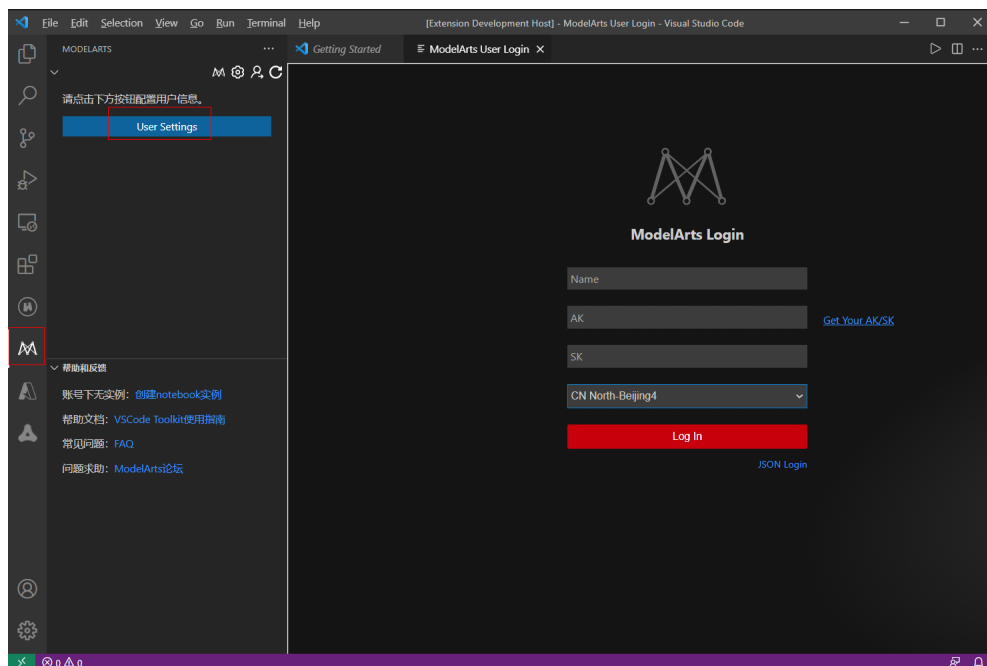 File Edit Selection View Go Run Terminal Help
[Extension Development Host] - ModelArts User Login - Visual Studio Code
MODELARTS
Getting Started
ModelArts User Login
请点击下方按钮配置用户信息。
User Settings
ModelArts Login
Name
AK
Get Your AK/SK
SK
CN North-Beijing4
Log In
JSON Login
帮助和反馈
账号下无实例：创建notebook实例
帮助文档：VSCode Toolkit使用指南
常见问题：FAQ
问题求助：ModelArts论坛
0 0